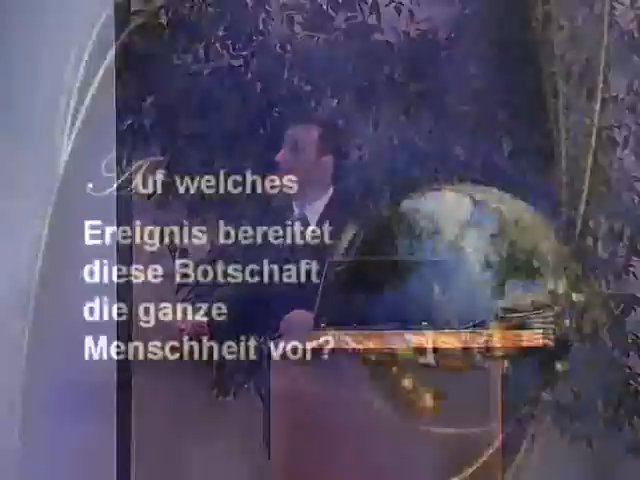 Auf welches
Ereignis bereitet
diese Botschaft
die ganze
Menschheit vor?